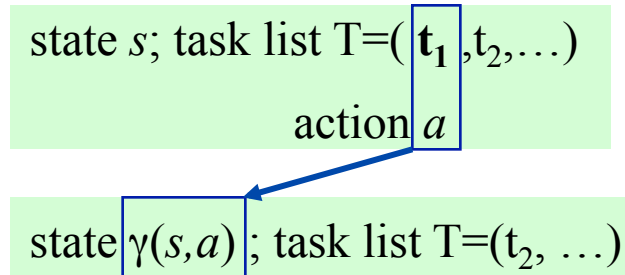 state s; task list T=( t₁ ,t₂,…)
action a
state γ(s,a) ; task list T=(t₂, …)